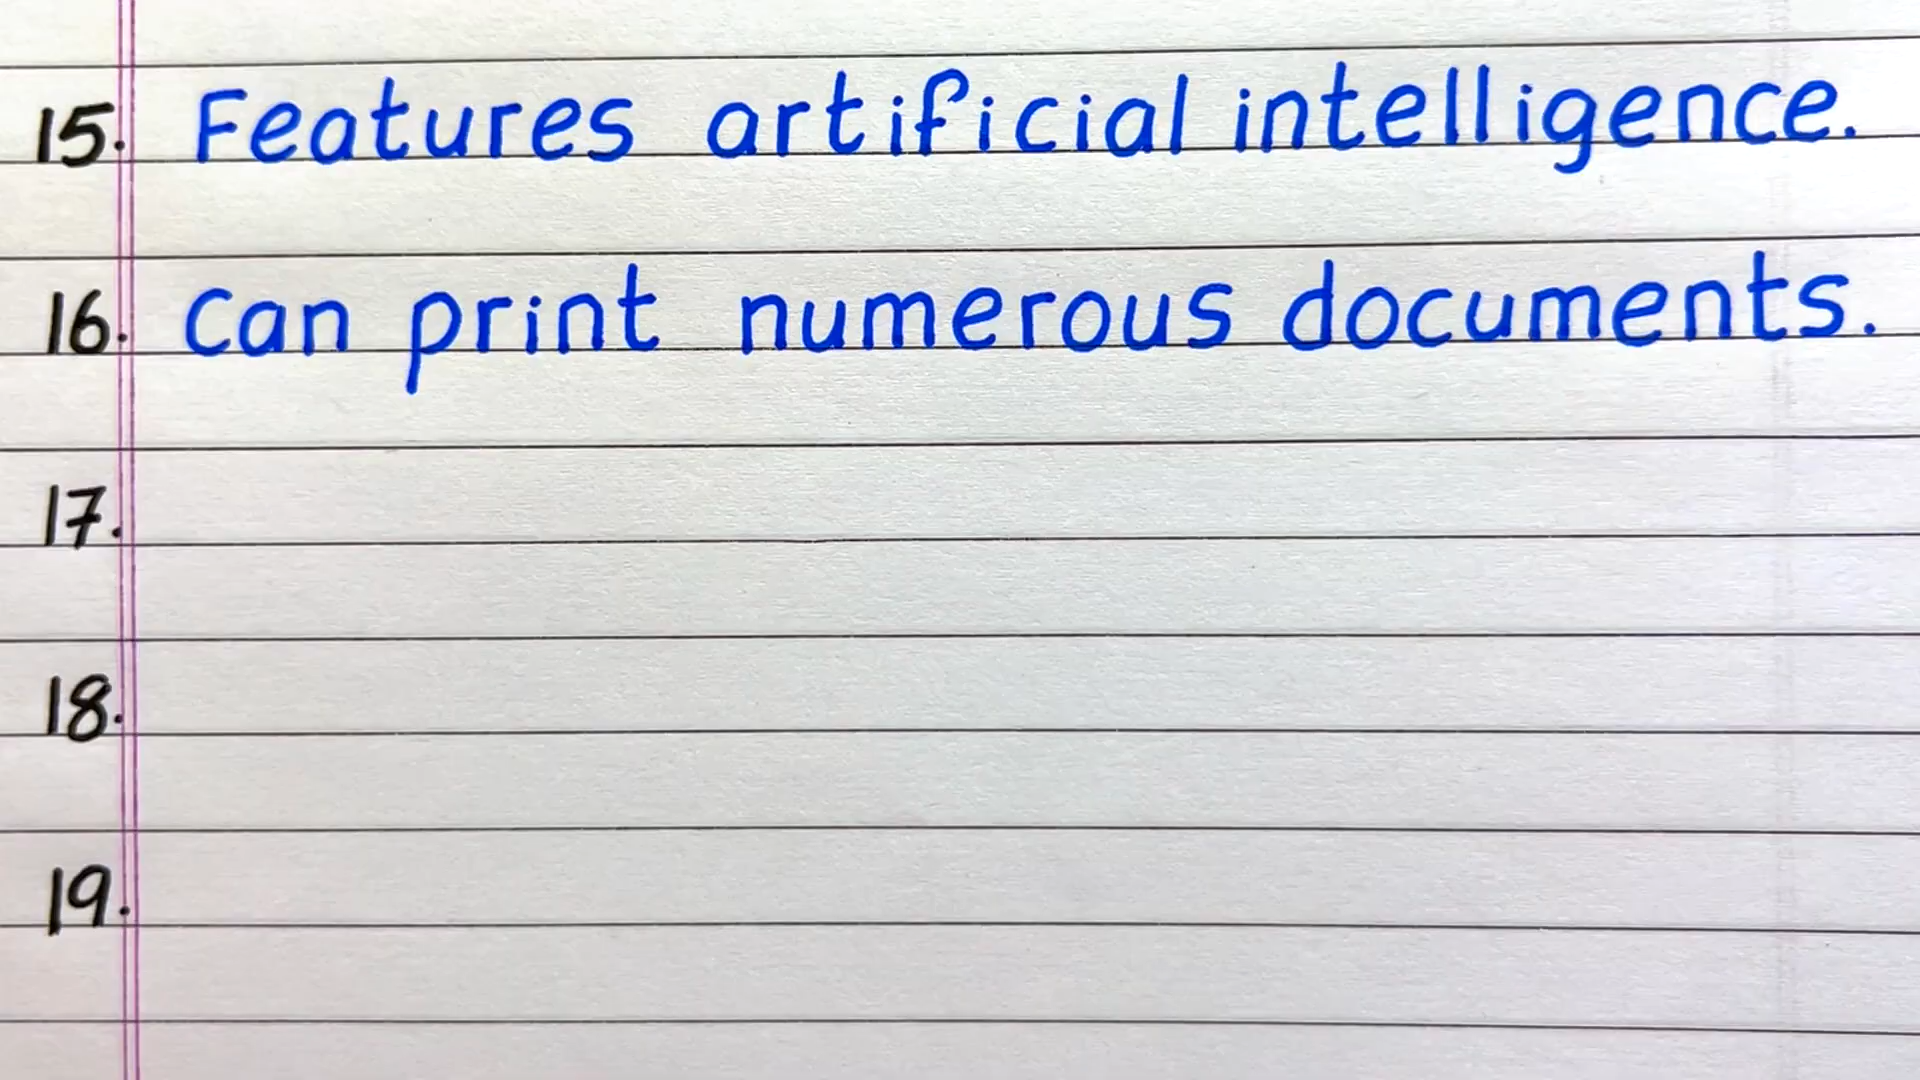 15. Features artificial intelligence.
16. Can print numerous documents.
17.
18.
19.